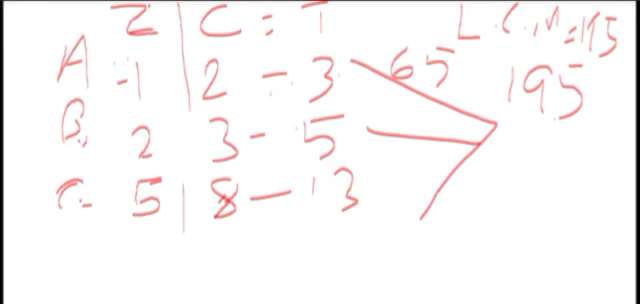 Z | C = T L.C.M = 195
A -1 | 2 - 3 65 195
B. 2 3 - 5
C. 5 | 8 - 13